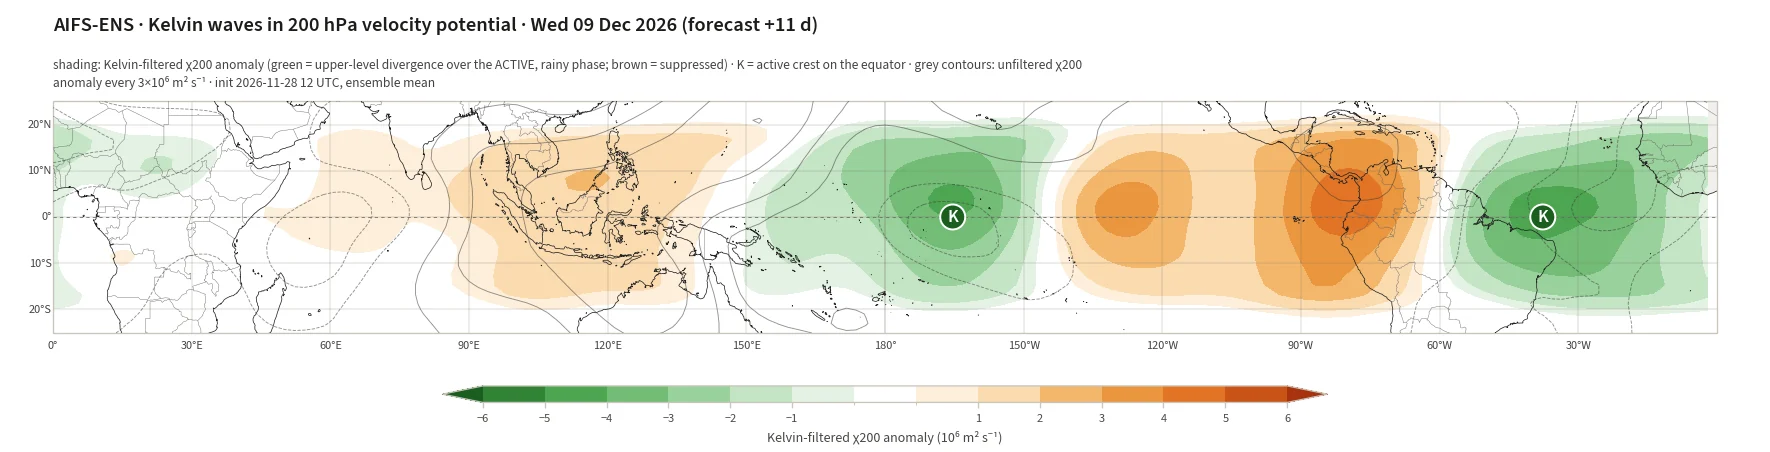 AIFS-ENS · Kelvin waves in 200 hPa velocity potential · Wed 09 Dec 2026 (forecast +11 d)
shading: Kelvin-filtered χ200 anomaly (green = upper-level divergence over the ACTIVE, rainy phase; brown = suppressed) · K = active crest on the equator · grey contours: unfiltered χ200
anomaly every 3×10⁶ m² s⁻¹ · init 2026-11-28 12 UTC, ensemble mean
20°N
10°N
0°
10°S
20°S
K K
0° 30°E 60°E 90°E 120°E 150°E 180° 150°W 120°W 90°W 60°W 30°W
−6 −5 −4 −3 −2 −1 1 2 3 4 5 6
Kelvin-filtered χ200 anomaly (10⁶ m² s⁻¹)